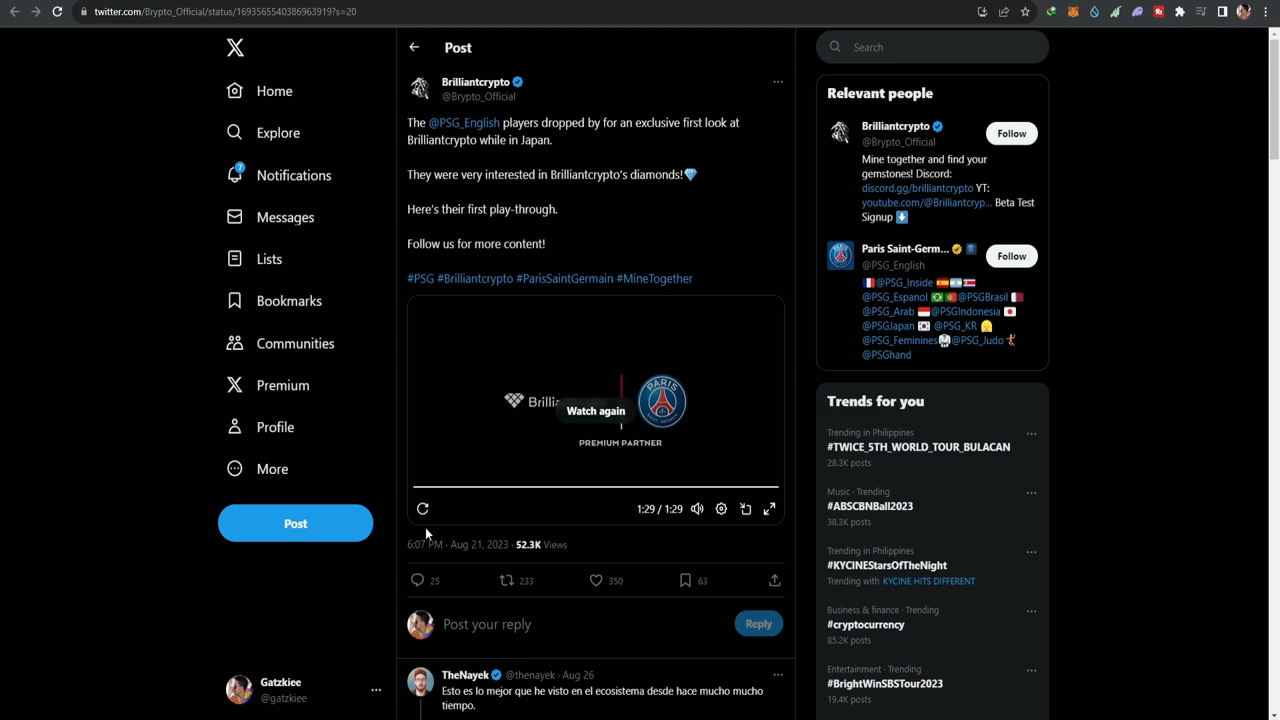 twitter.com/Brypto_Official/status/1693565540386963919?s=20
Home
Explore
7
Notifications
Messages
Lists
Bookmarks
Communities
Premium
Profile
More
Post
Gatzkiee
@gatzkiee
Post
Brilliantcrypto
@Brypto_Official
The @PSG_English players dropped by for an exclusive first look at
Brilliantcrypto while in Japan.
They were very interested in Brilliantcrypto's diamonds!💎
Here's their first play-through.
Follow us for more content!
#PSG #Brilliantcrypto #ParisSaintGermain #MineTogether
Brillia
Watch again
PARIS
SAINT-GERMAIN
PREMIUM PARTNER
1:29 / 1:29
6:07 PM · Aug 21, 2023 · 52.3K Views
25
233
350
63
Post your reply
Reply
TheNayek @thenayek · Aug 26
Esto es lo mejor que he visto en el ecosistema desde hace mucho mucho
tiempo.
Search
Relevant people
Brilliantcrypto
@Brypto_Official
Follow
Mine together and find your
gemstones! Discord:
discord.gg/brilliantcrypto YT:
youtube.com/@Brilliantcryp... Beta Test
Signup ⬇️
Paris Saint-Germ...
@PSG_English
Follow
🇫🇷@PSG_Inside 🇪🇸🇦🇷🇨🇷
@PSG_Espanol 🇧🇷🇵🇹@PSGBrasil 🇶🇦
@PSG_Arab 🇮🇩@PSGIndonesia 🇯🇵
@PSGJapan 🇰🇷 @PSG_KR 👱‍♀️
@PSG_Feminines🥋@PSG_Judo🤾
@PSGhand
Trends for you
Trending in Philippines
#TWICE_5TH_WORLD_TOUR_BULACAN
28.3K posts
Music · Trending
#ABSCBNBall2023
38.3K posts
Trending in Philippines
#KYCINEStarsOfTheNight
Trending with KYCINE HITS DIFFERENT
Business & finance · Trending
#cryptocurrency
85.2K posts
Entertainment · Trending
#BrightWinSBSTour2023
19.4K posts